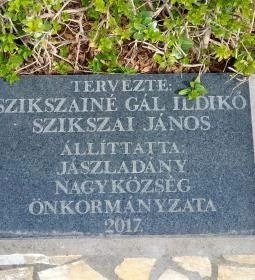 TERVEZTE:
SZIKSZAINÉ GÁL ILDIKÓ
SZIKSZAI JÁNOS
ÁLLÍTTATTA
JÁSZLADÁNY
NAGYKÖZSÉG
ÖNKORMÁNYZATA
2017.